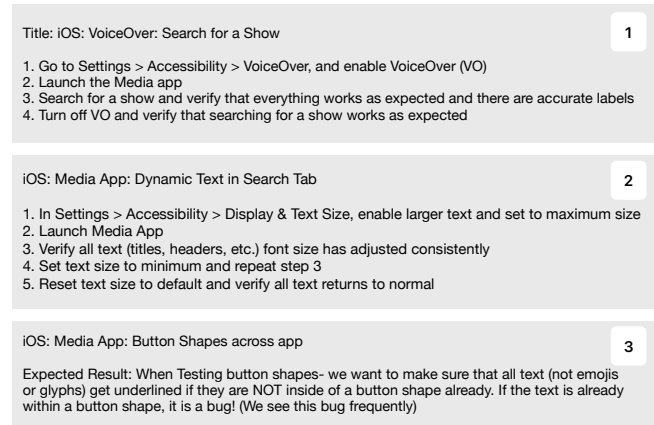 Title: iOS: VoiceOver: Search for a Show
1
1. Go to Settings > Accessibility > VoiceOver, and enable VoiceOver (VO)
2. Launch the Media app
3. Search for a show and verify that everything works as expected and there are accurate labels
4. Turn off VO and verify that searching for a show works as expected
iOS: Media App: Dynamic Text in Search Tab
2
1. In Settings > Accessibility > Display & Text Size, enable larger text and set to maximum size
2. Launch Media App
3. Verify all text (titles, headers, etc.) font size has adjusted consistently
4. Set text size to minimum and repeat step 3
5. Reset text size to default and verify all text returns to normal
iOS: Media App: Button Shapes across app
3
Expected Result: When Testing button shapes- we want to make sure that all text (not emojis
or glyphs) get underlined if they are NOT inside of a button shape already. If the text is already
within a button shape, it is a bug! (We see this bug frequently)